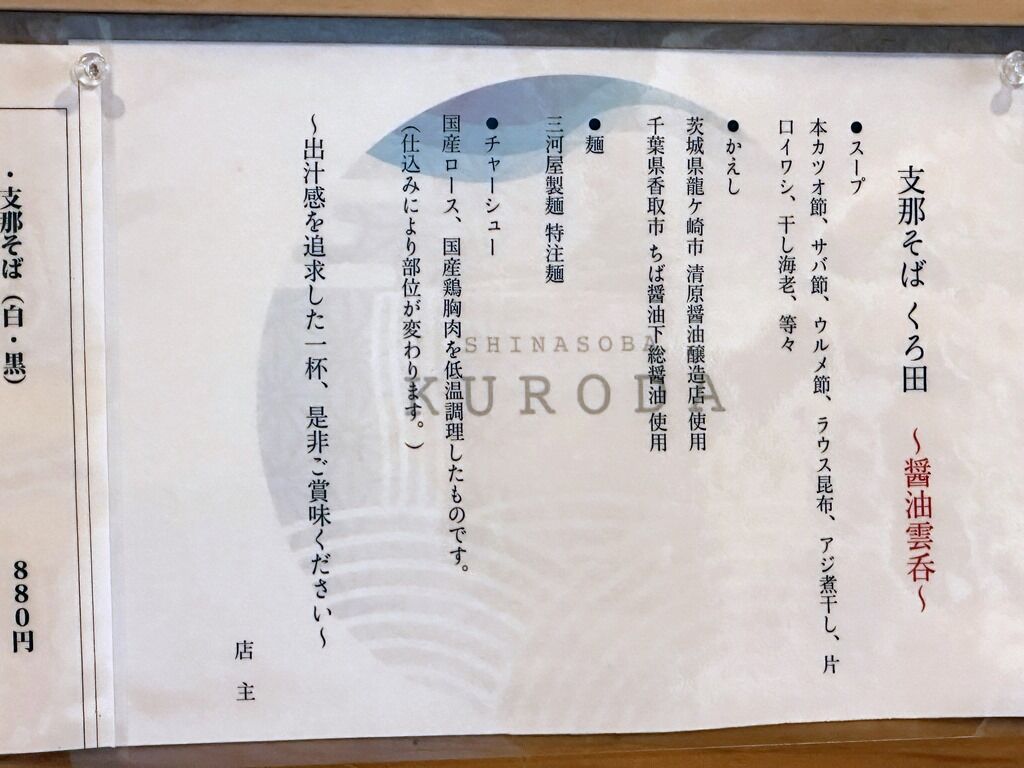 支那そば くろ田 ～醤油雲呑～
●スープ
本カツオ節、サバ節、ウルメ節、ラウス昆布、アジ煮干し、片
口イワシ、干し海老、等々
●かえし
茨城県龍ケ崎市 清原醤油醸造店 使用
千葉県香取市 ちば醤油下総醤油 使用
●麺
三河屋製麺 特注麺
●チャーシュー
国産ロース、国産鶏胸肉を低温調理したものです。
（仕込みにより部位が変わります。）
～出汁感を追求した一杯、是非ご賞味ください～
店 主
SHINASOBA
KURODA
・支那そば（白・黒） 880円